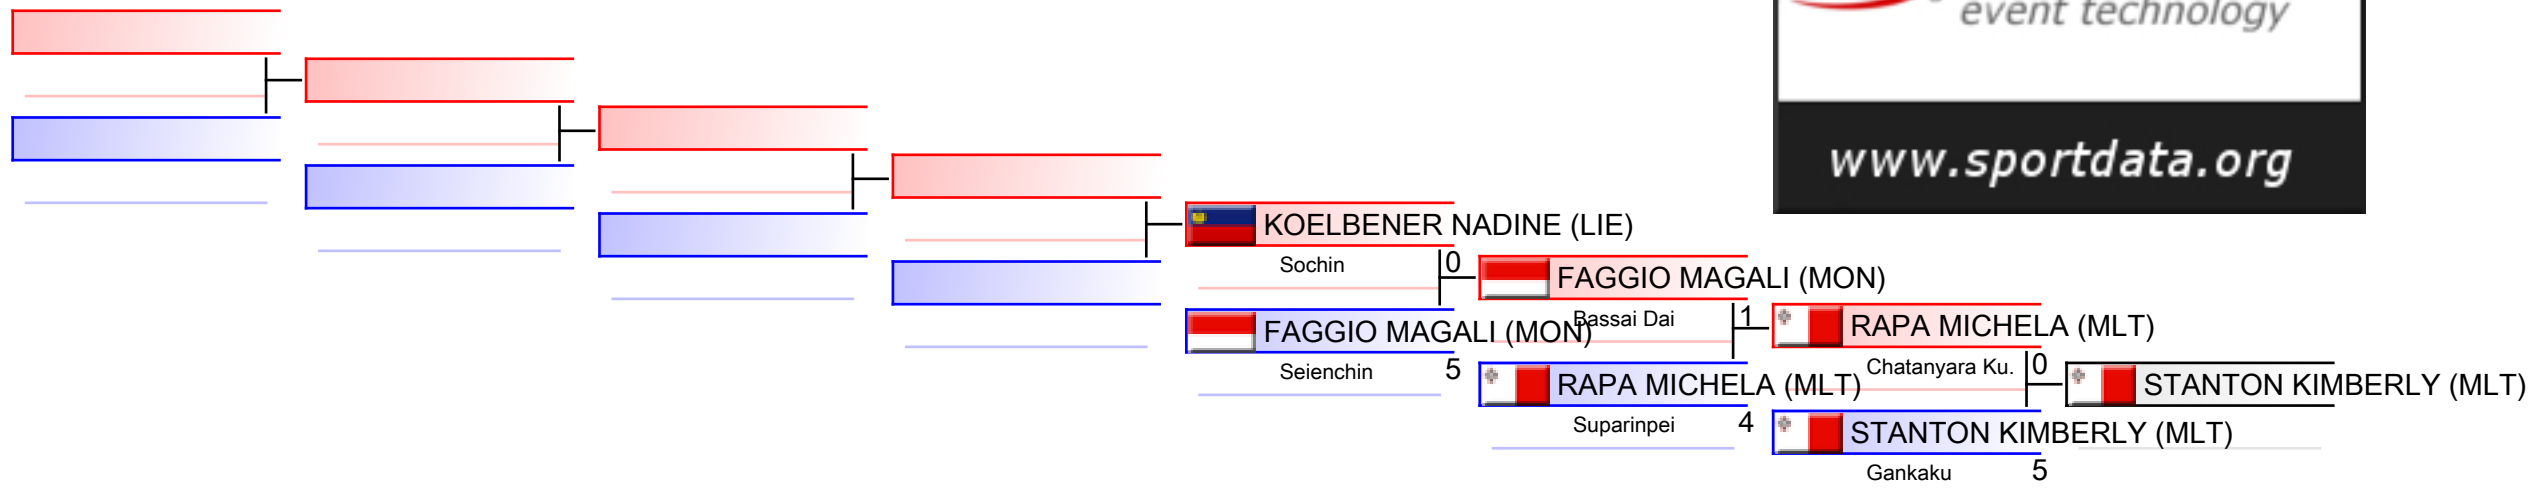 event technology
www.sportdata.org
KOELBENER NADINE (LIE)
Sochin
0
FAGGIO MAGALI (MON)
Seienchin
5
FAGGIO MAGALI (MON)
Bassai Dai
1
RAPA MICHELA (MLT)
Suparinpei
4
RAPA MICHELA (MLT)
Chatanyara Ku.
0
STANTON KIMBERLY (MLT)
Gankaku
5
STANTON KIMBERLY (MLT)